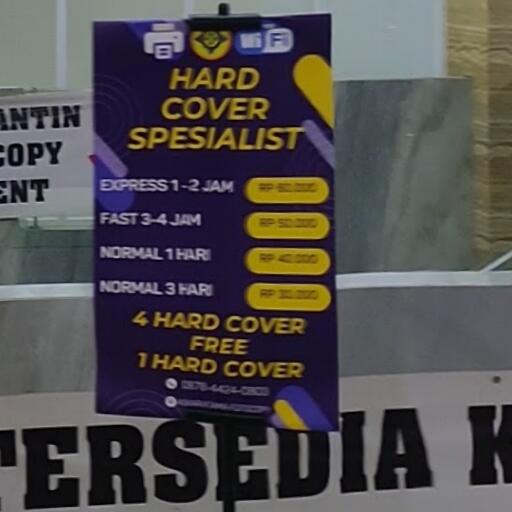 WiFi
HARD
COVER
SPESIALIST
EXPRESS 1-2 JAM RP 60.000
FAST 3-4 JAM RP 50.000
NORMAL 1 HARI RP 40.000
NORMAL 3 HARI RP 30.000
4 HARD COVER
FREE
1 HARD COVER
ANTIN
COPY
ENT
TERSEDIA K